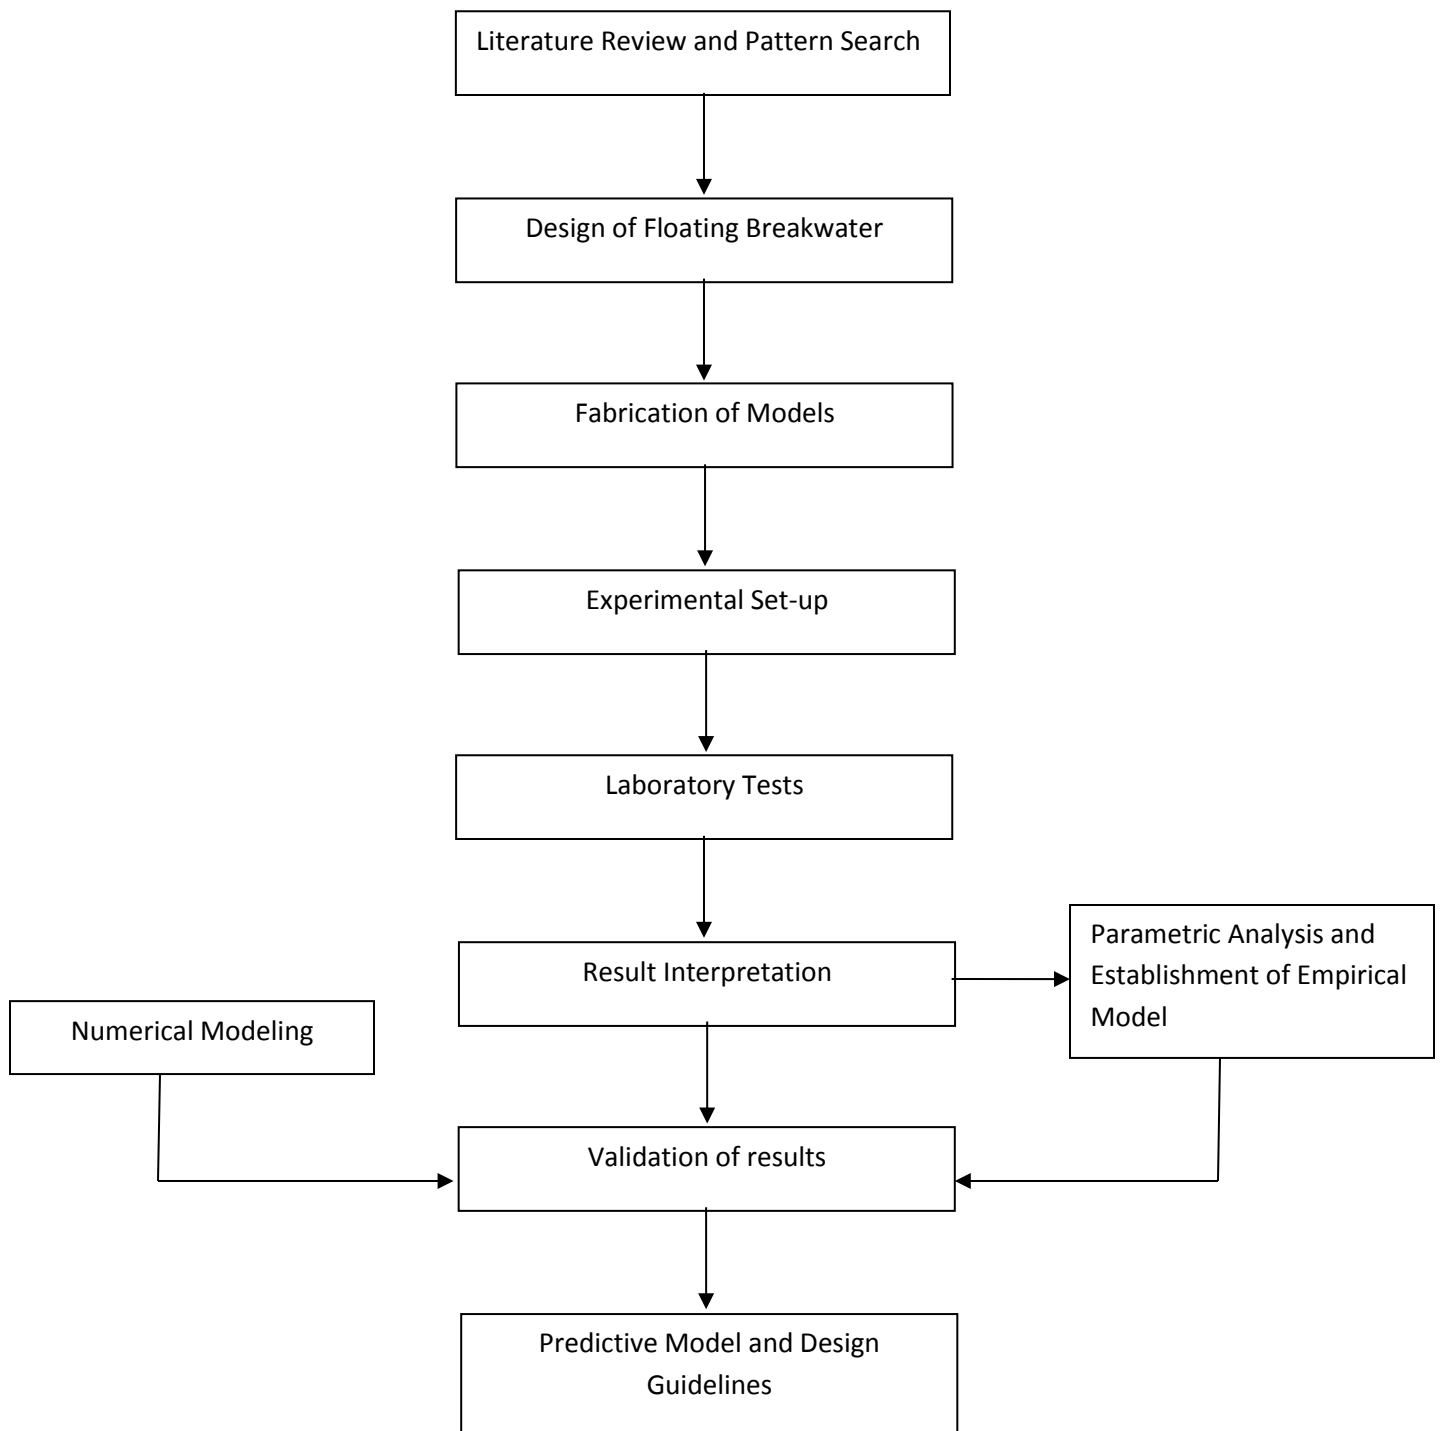 Literature Review and Pattern Search
Design of Floating Breakwater
Fabrication of Models
Experimental Set-up
Laboratory Tests
Result Interpretation
Parametric Analysis and
Establishment of Empirical
Model
Numerical Modeling
Validation of results
Predictive Model and Design
Guidelines